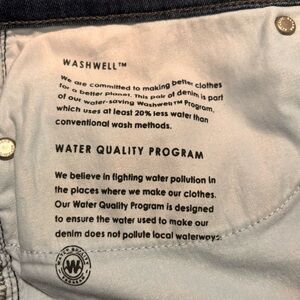 WASHWELL™
We are committed to making better clothes
for a better planet. This pair of denim is part
of our water-saving Washwell™ Program,
which uses at least 20% less water than
conventional wash methods.
WATER QUALITY PROGRAM
We believe in fighting water pollution in
the places where we make our clothes.
Our Water Quality Program is designed
to ensure the water used to make our
denim does not pollute local waterways.
WATER QUALITY
W
PROGRAM